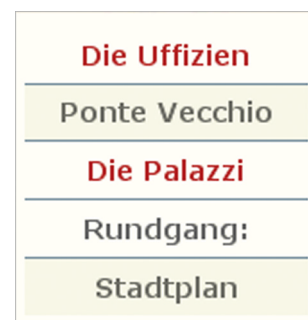 Die Uffizien
Ponte Vecchio
Die Palazzi
Rundgang:
Stadtplan